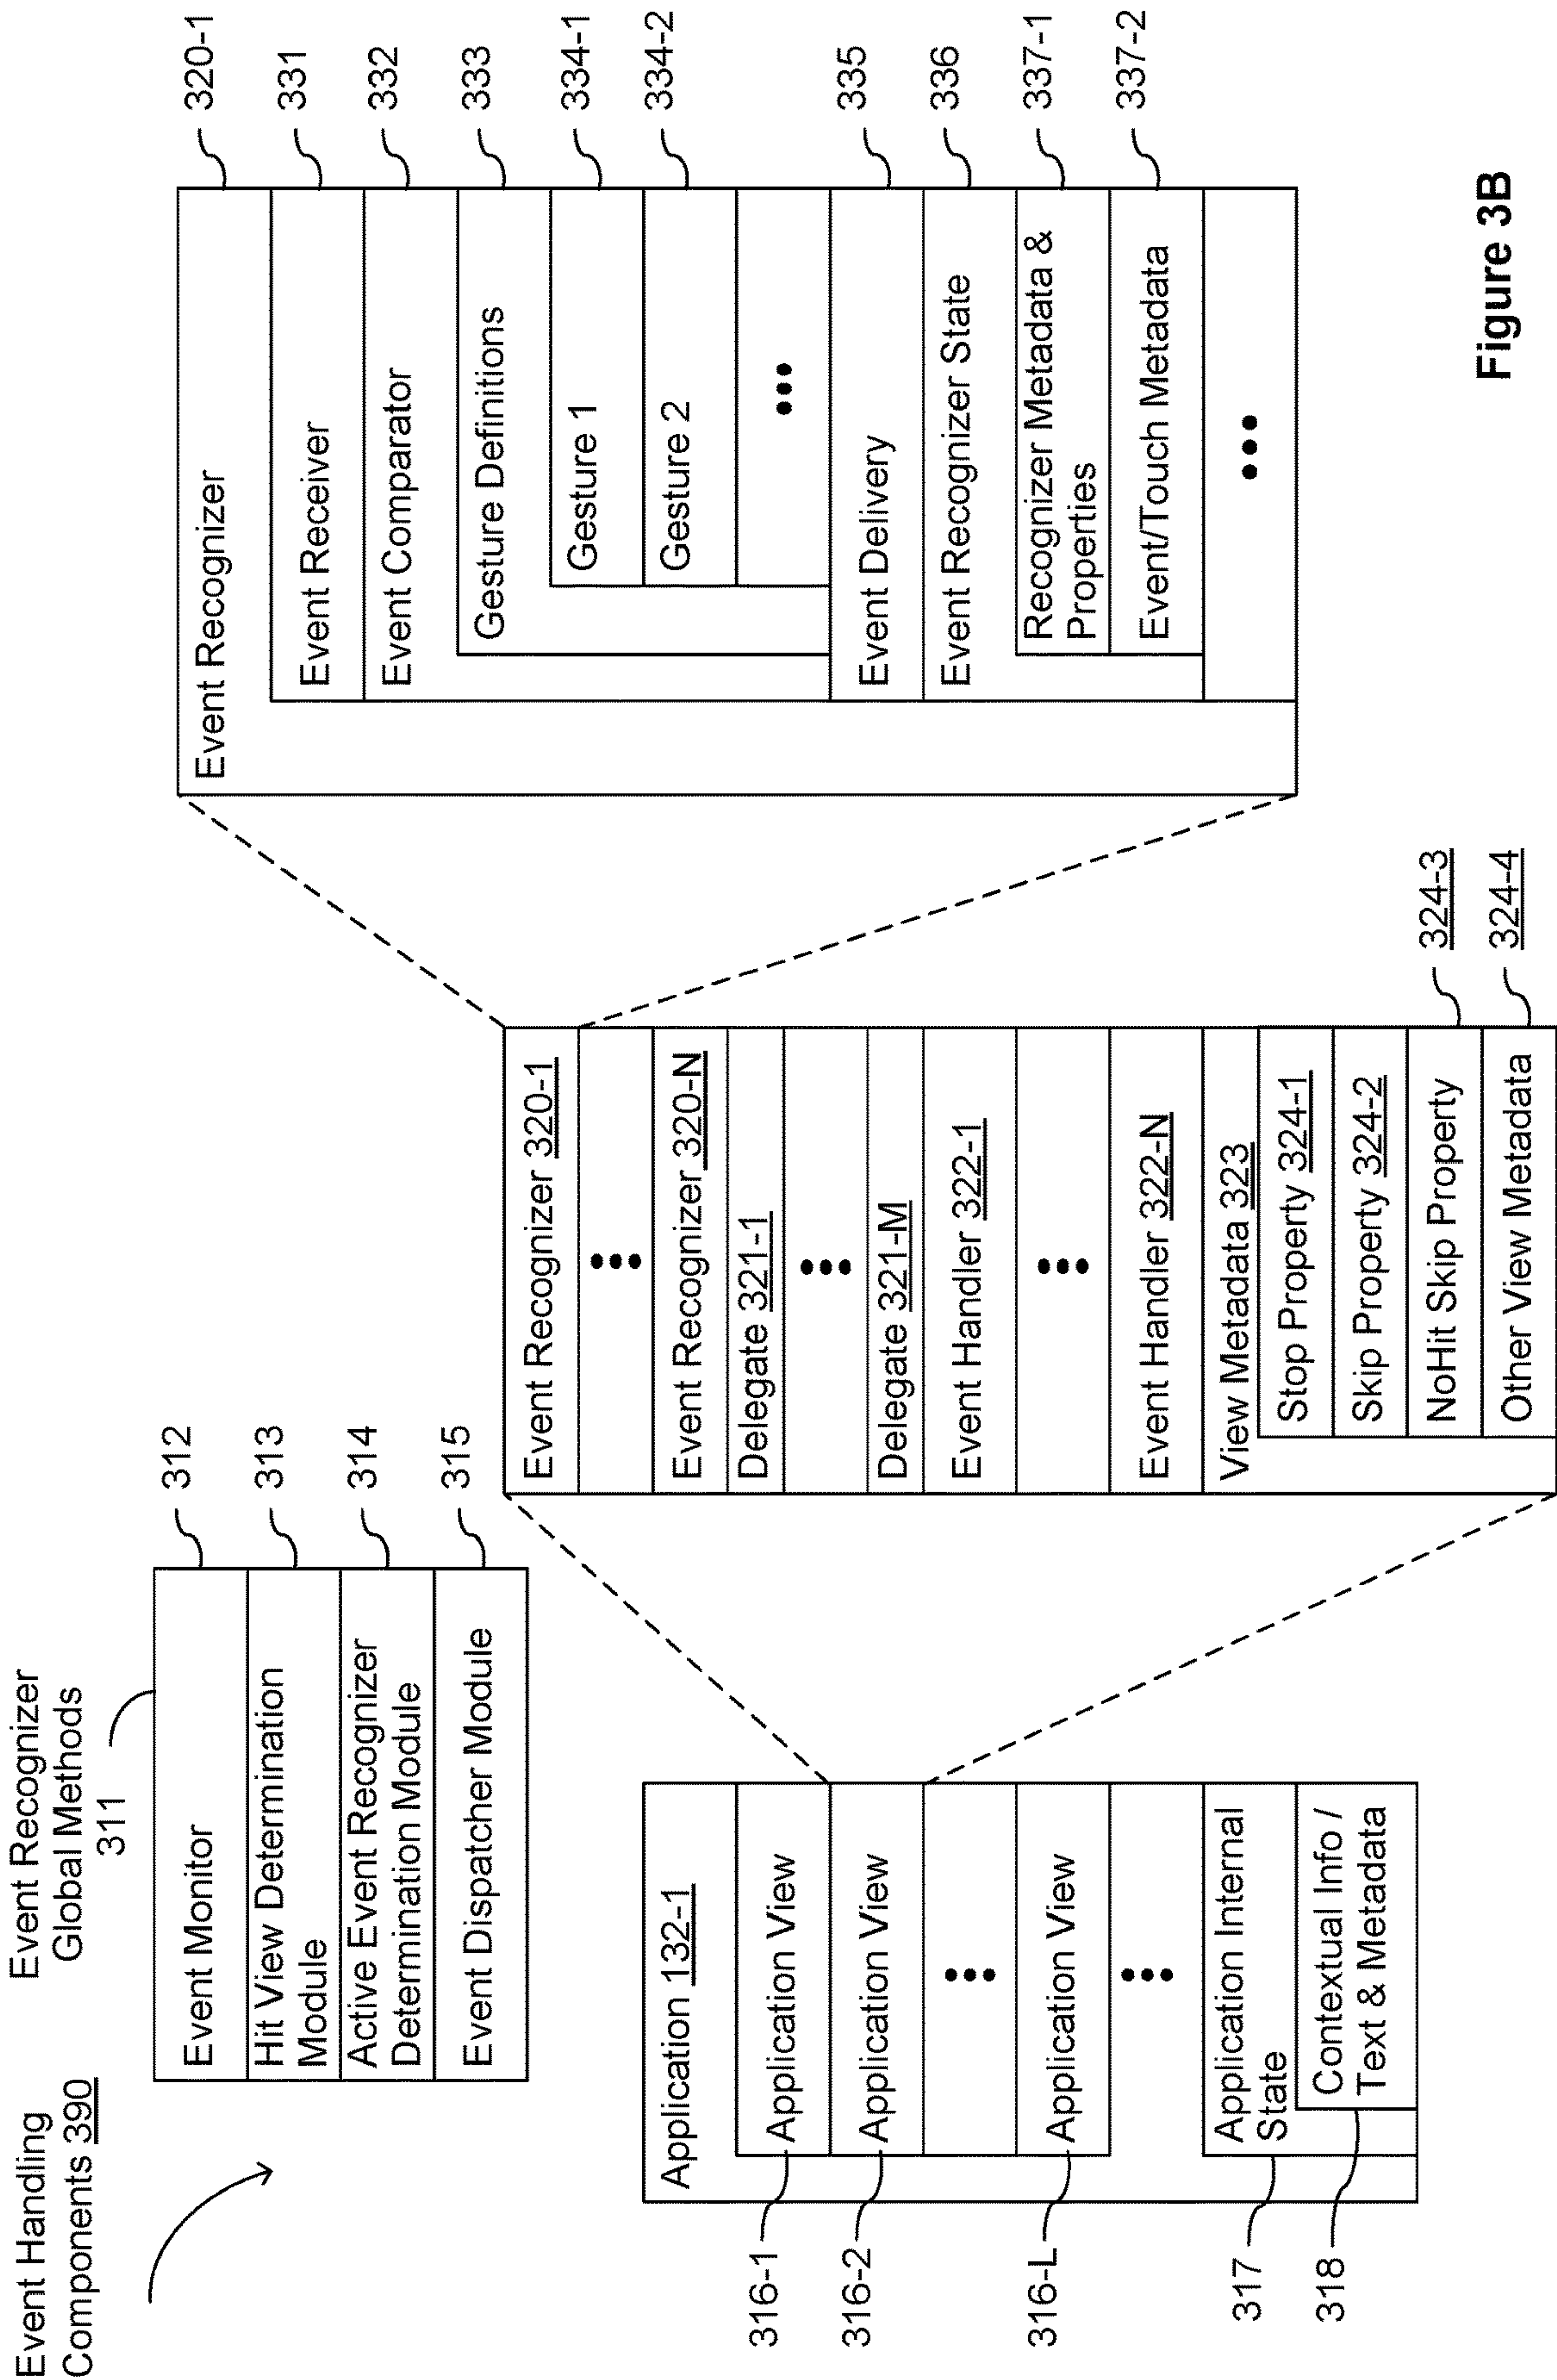 Event Handling
Components 390
Event Recognizer
Global Methods
311
Event Monitor
312
Hit View Determination
Module
313
Active Event Recognizer
Determination Module
314
Event Dispatcher Module
315
Application 132-1
316-1
Application View
316-2
Application View
•••
316-L
Application View
•••
317
Application Internal
State
318
Contextual Info /
Text & Metadata
Event Recognizer 320-1
•••
Event Recognizer 320-N
Delegate 321-1
•••
Delegate 321-M
Event Handler 322-1
•••
Event Handler 322-N
View Metadata 323
Stop Property 324-1
Skip Property 324-2
NoHit Skip Property
324-3
Other View Metadata
324-4
Event Recognizer
320-1
Event Receiver
331
Event Comparator
332
Gesture Definitions
333
Gesture 1
334-1
Gesture 2
334-2
•••
Event Delivery
335
Event Recognizer State
336
Recognizer Metadata &
Properties
337-1
Event/Touch Metadata
337-2
•••
Figure 3B